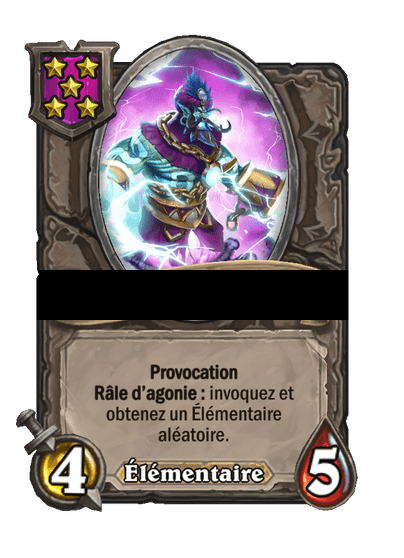 Provocation
Râle d'agonie : invoquez et
obtenez un Élémentaire
aléatoire.
4
Élémentaire
5